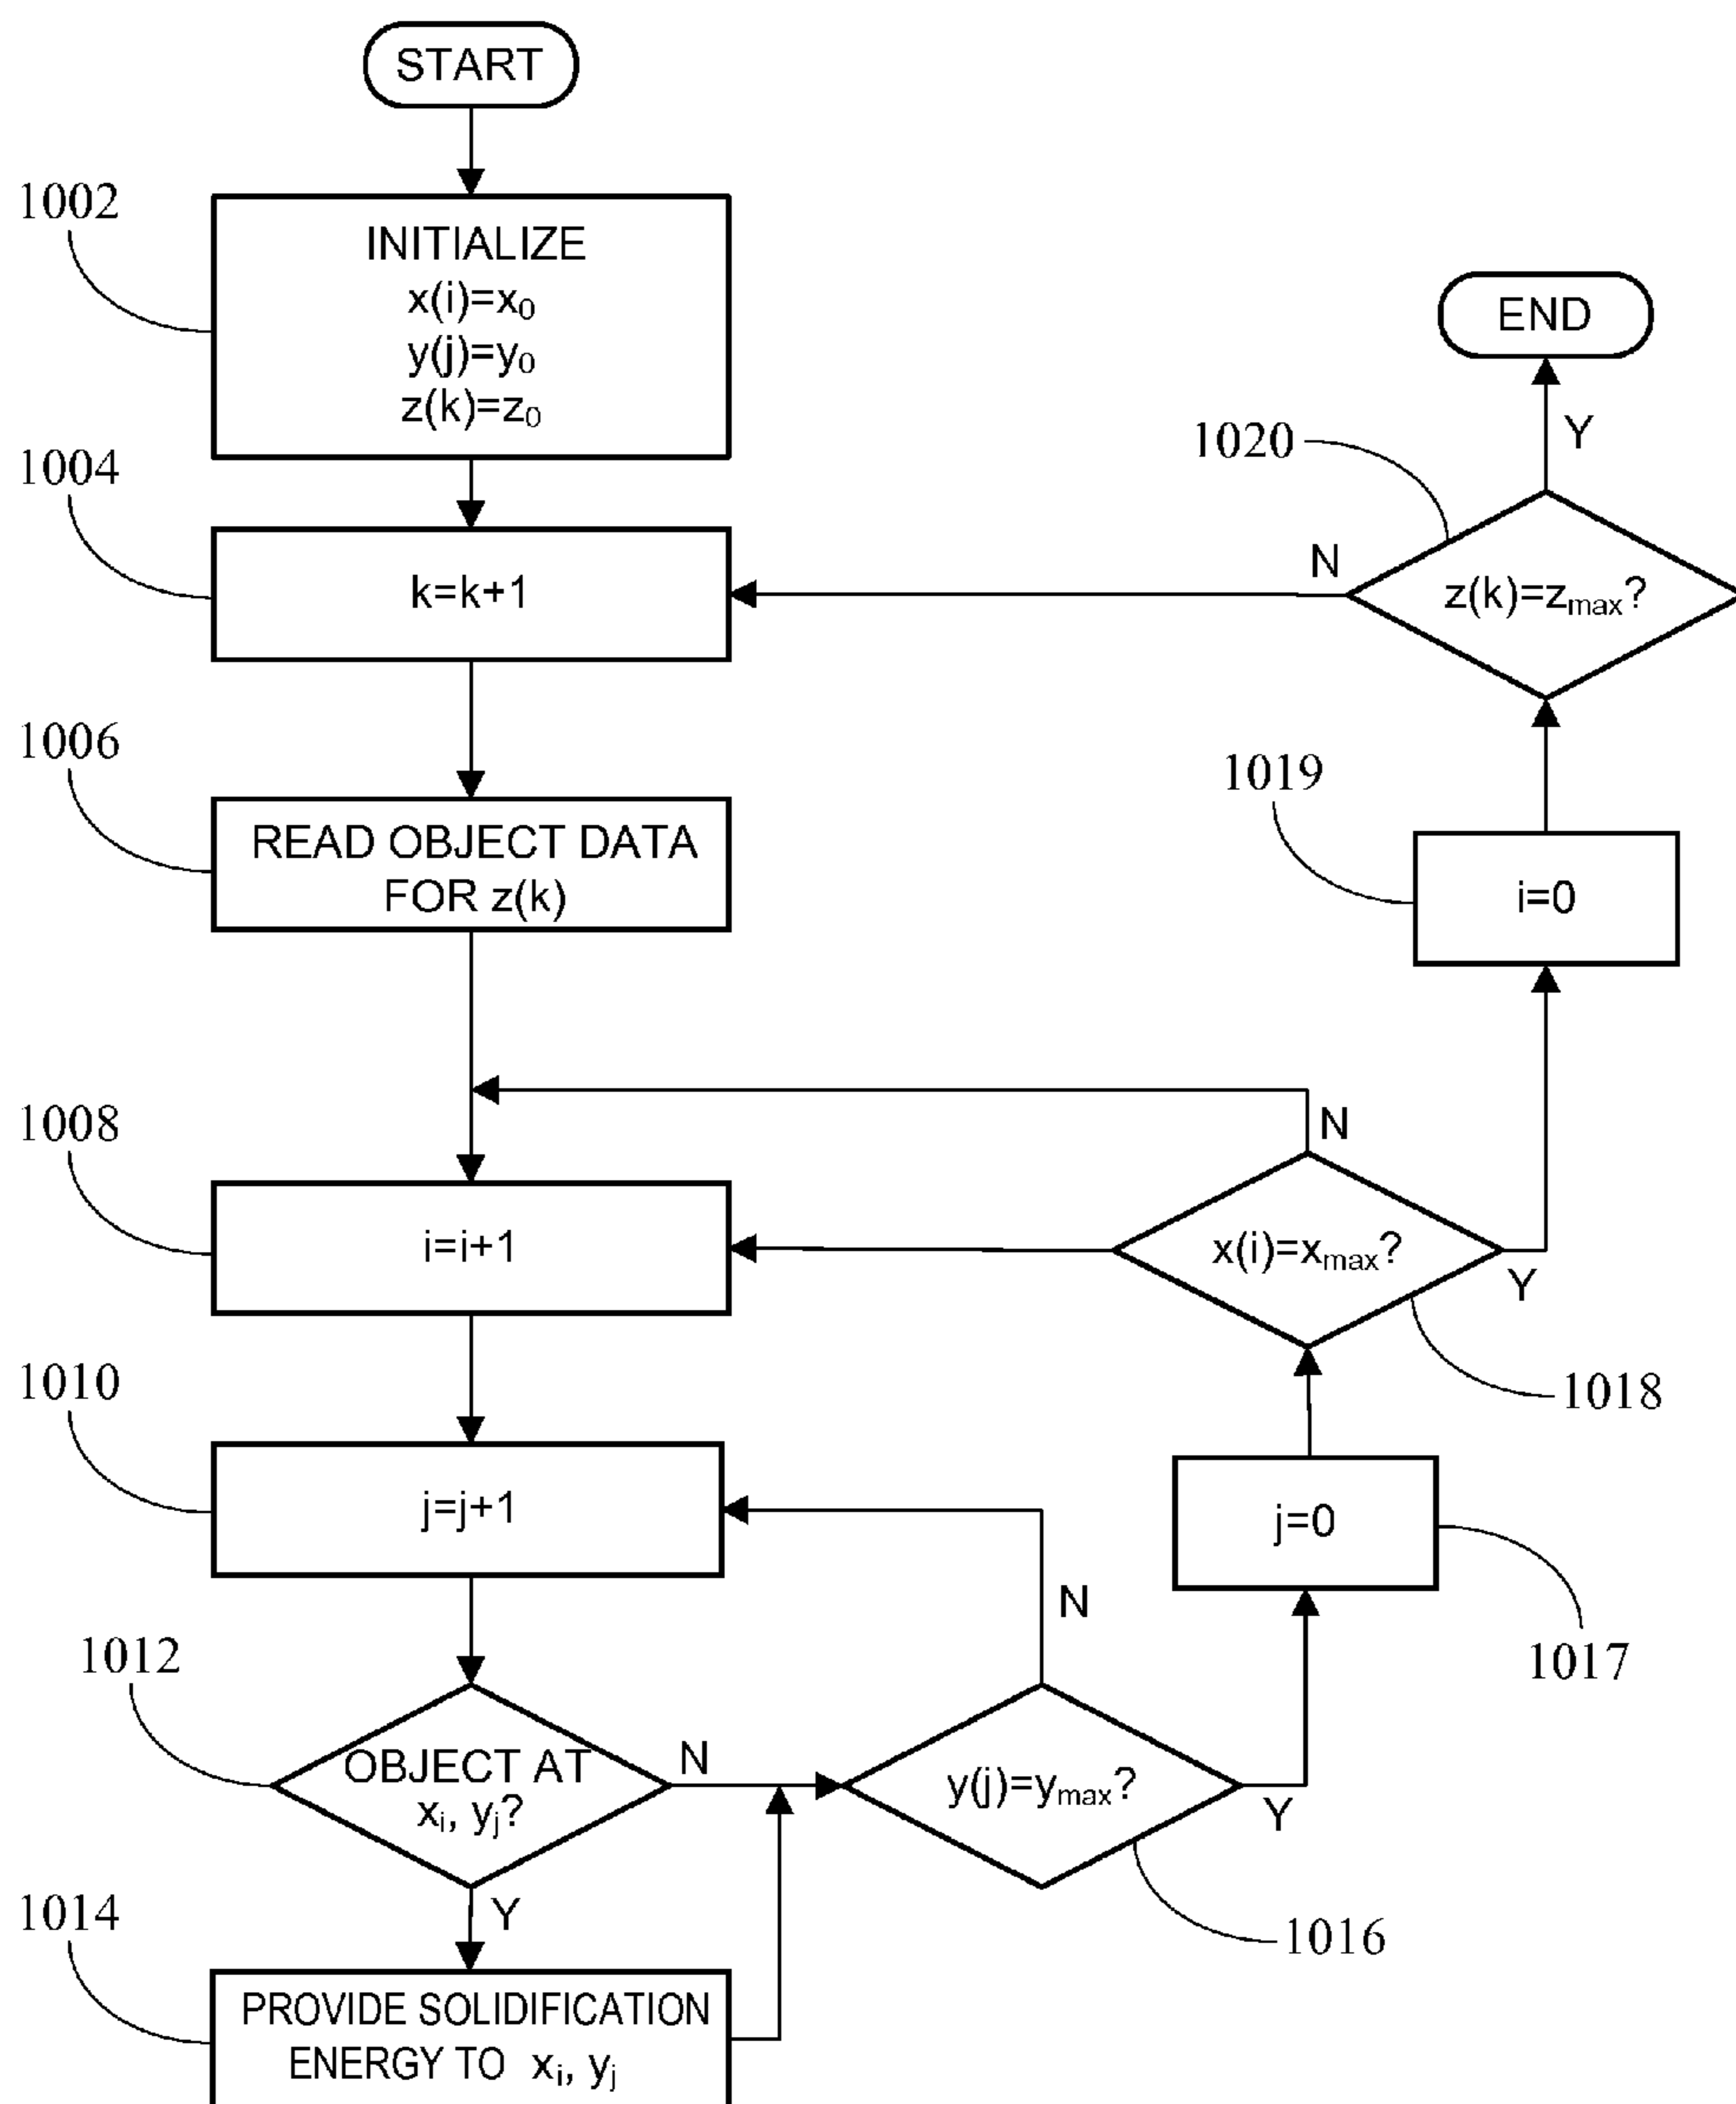 START
1002
INITIALIZE
x(i)=x₀
y(j)=y₀
z(k)=z₀
END
1020
Y
1004
k=k+1
N
z(k)=zmax?
1006
READ OBJECT DATA
FOR z(k)
1019
i=0
1008
i=i+1
N
x(i)=xmax?
Y
1018
1010
j=j+1
j=0
N
1017
1012
OBJECT AT
xi, yj?
N
y(j)=ymax?
Y
1016
Y
1014
PROVIDE SOLIDIFICATION
ENERGY TO xi, yj